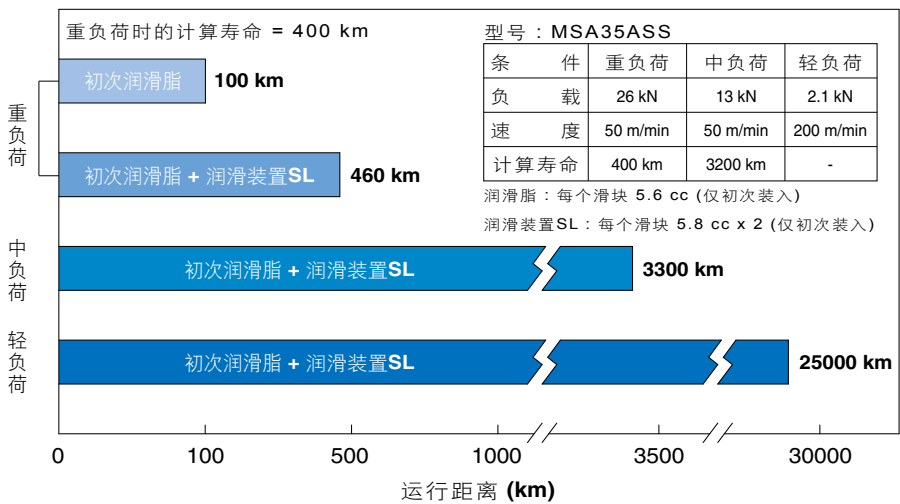 重负荷时的计算寿命 = 400 km
型号：MSA35ASS
条 件 重负荷 中负荷 轻负荷
负 载 26 kN 13 kN 2.1 kN
速 度 50 m/min 50 m/min 200 m/min
计算寿命 400 km 3200 km -
润滑脂：每个滑块 5.6 cc (仅初次装入)
润滑装置SL：每个滑块 5.8 cc x 2 (仅初次装入)
重负荷
初次润滑脂 100 km
初次润滑脂 + 润滑装置SL 460 km
中负荷
初次润滑脂 + 润滑装置SL 3300 km
轻负荷
初次润滑脂 + 润滑装置SL 25000 km
0 100 500 1000 3500 30000
运行距离 (km)